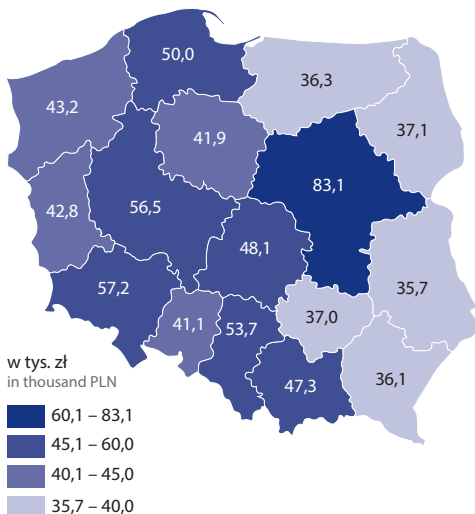 50,0
36,3
43,2
37,1
41,9
83,1
42,8
56,5
48,1
57,2
35,7
41,1
53,7
37,0
47,3
36,1
w tys. zł
in thousand PLN
60,1 – 83,1
45,1 – 60,0
40,1 – 45,0
35,7 – 40,0